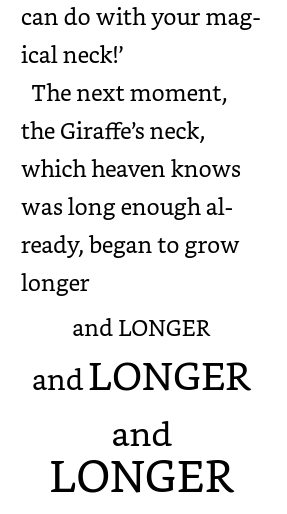 can do with your mag-
ical neck!’
The next moment,
the Giraffe’s neck,
which heaven knows
was long enough al-
ready, began to grow
longer
and LONGER
and LONGER
and
LONGER